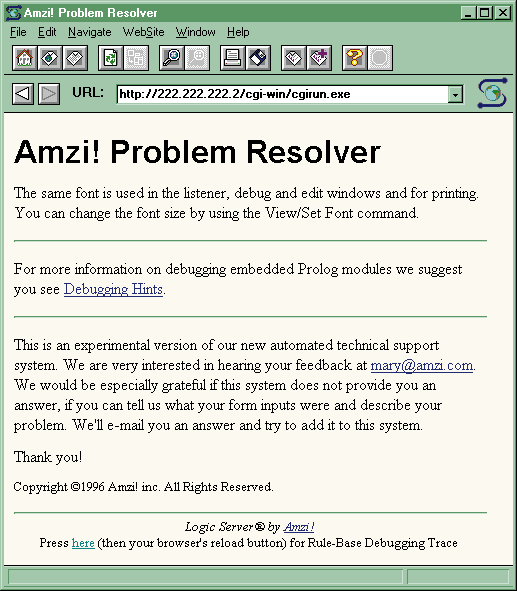 Amzi! Problem Resolver
File Edit Navigate WebSite Window Help
URL: http://222.222.222.2/cgi-win/cgirun.exe
Amzi! Problem Resolver
The same font is used in the listener, debug and edit windows and for printing.
You can change the font size by using the View/Set Font command.
For more information on debugging embedded Prolog modules we suggest
you see Debugging Hints.
This is an experimental version of our new automated technical support
system. We are very interested in hearing your feedback at mary@amzi.com.
We would be especially grateful if this system does not provide you an
answer, if you can tell us what your form inputs were and describe your
problem. We'll e-mail you an answer and try to add it to this system.
Thank you!
Copyright ©1996 Amzi! inc. All Rights Reserved.
Logic Server® by Amzi!
Press here (then your browser's reload button) for Rule-Base Debugging Trace